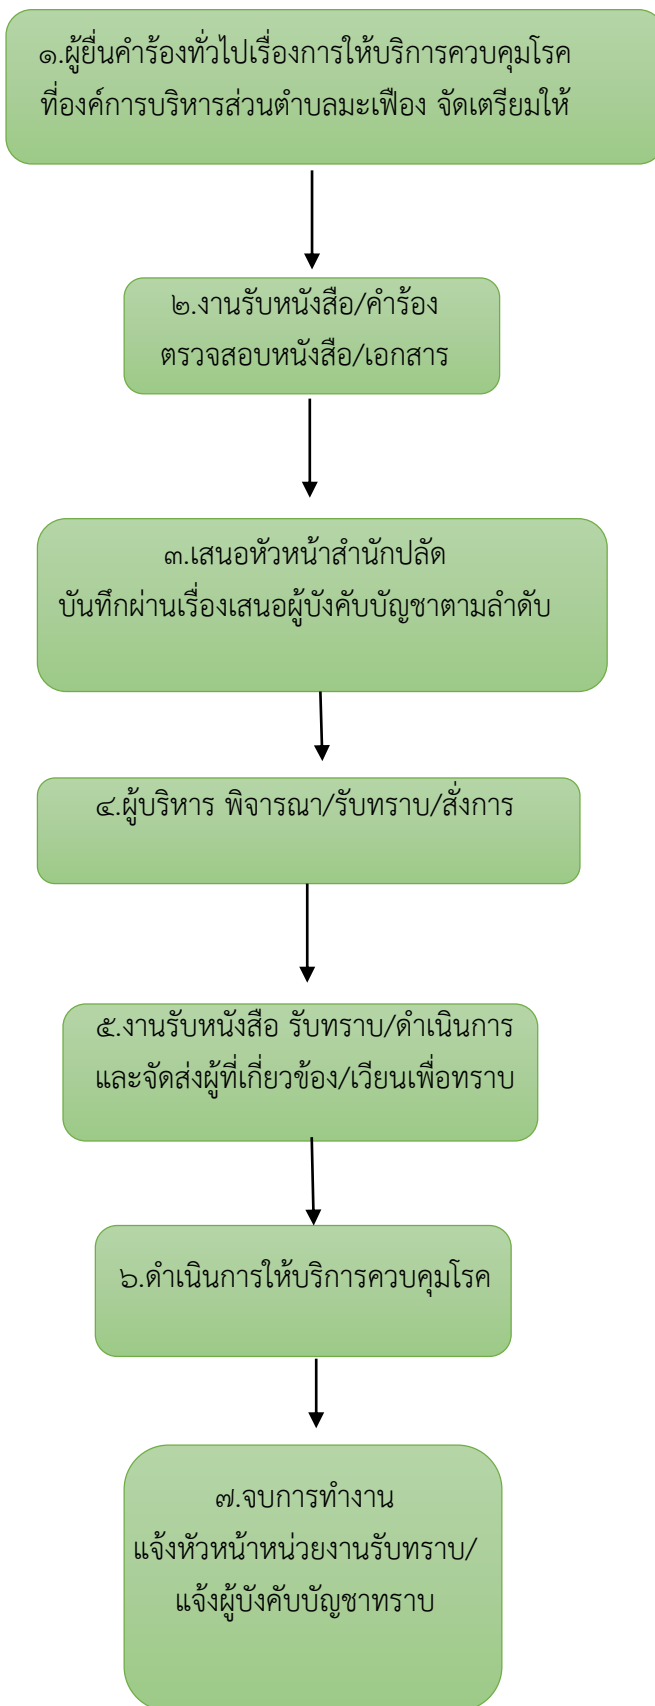 ๑.ผู้ยื่นคำร้องทั่วไปเรื่องการให้บริการควบคุมโรค
ที่องค์การบริหารส่วนตำบลมะเฟือง จัดเตรียมให้
๒.งานรับหนังสือ/คำร้อง
ตรวจสอบหนังสือ/เอกสาร
๓.เสนอหัวหน้าสำนักปลัด
บันทึกผ่านเรื่องเสนอผู้บังคับบัญชาตามลำดับ
๔.ผู้บริหาร พิจารณา/รับทราบ/สั่งการ
๕.งานรับหนังสือ รับทราบ/ดำเนินการ
และจัดส่งผู้ที่เกี่ยวข้อง/เวียนเพื่อทราบ
๖.ดำเนินการให้บริการควบคุมโรค
๗.จบการทำงาน
แจ้งหัวหน้าหน่วยงานรับทราบ/
แจ้งผู้บังคับบัญชาทราบ